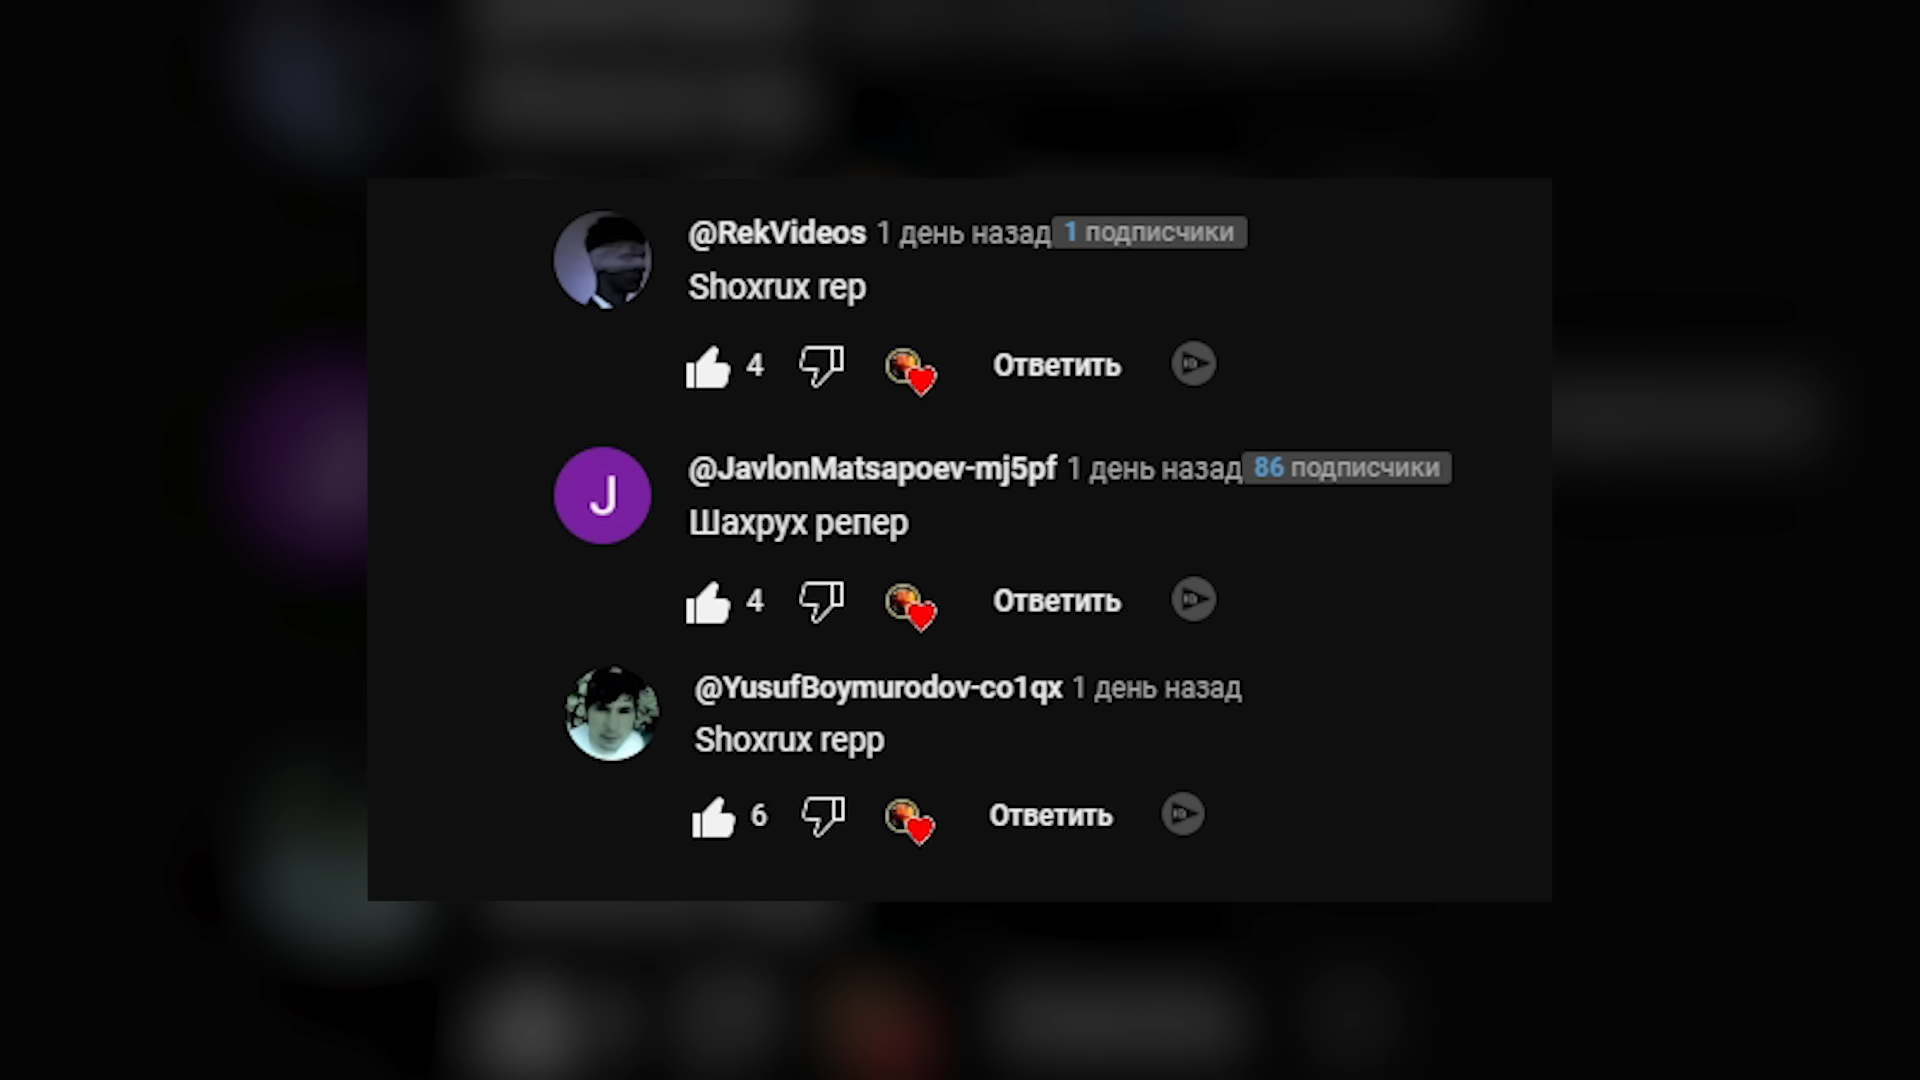 @RekVideos 1 день назад 1 подписчики
Shoxrux rep
4 Ответить
J
@JavlonMatsapoev-mj5pf 1 день назад 86 подписчики
Шахрух репер
4 Ответить
@YusufBoymurodov-co1qx 1 день назад
Shoxrux repp
6 Ответить